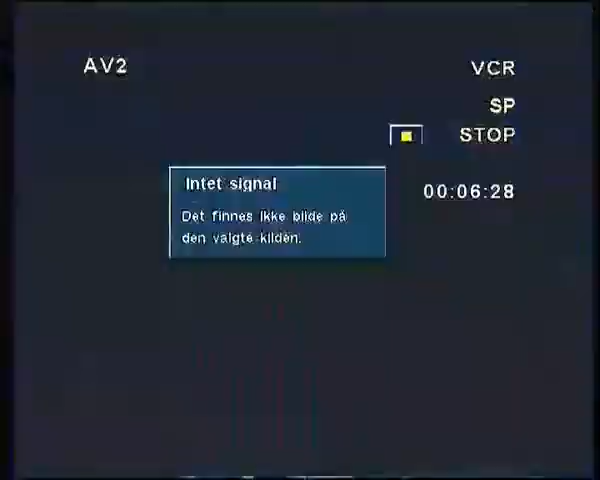 AV2
VCR
SP
STOP
00:06:28
Intet signal
Det finnes ikke bilde på
den valgte kilden.